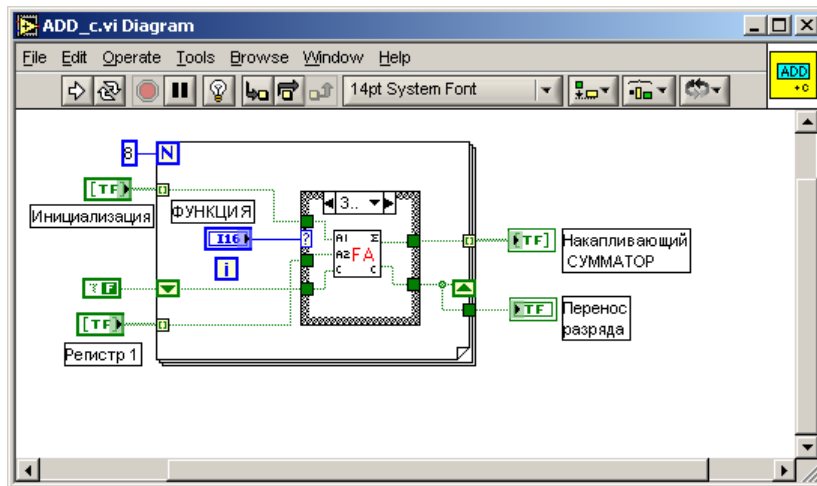 ADD_c.vi Diagram
File Edit Operate Tools Browse Window Help
14pt System Font
ADD
+c
8
N
[TF]
Инициализация
ФУНКЦИЯ
I16
i
3..
?
A1 Σ
A2 FA
C C
TF]
Накапливающий
СУММАТОР
F
[TF]
Регистр 1
TF
Перенос
разряда